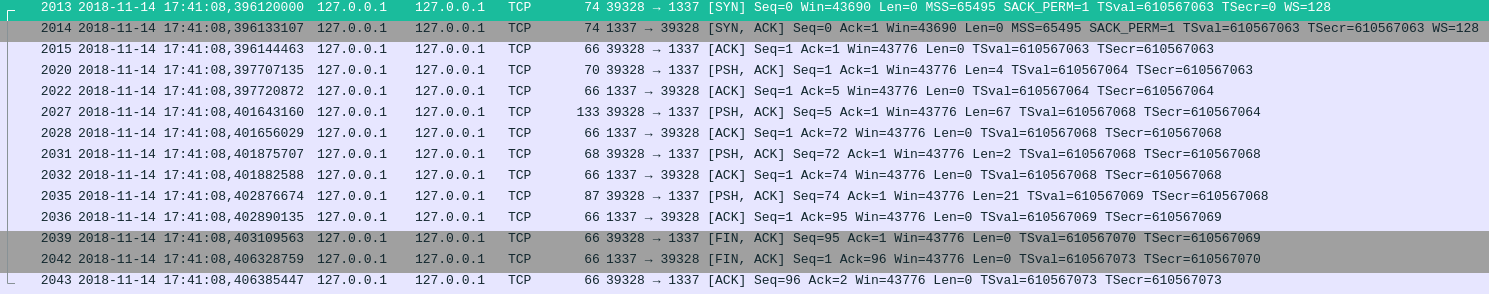 2013 2018-11-14 17:41:08,396120000 127.0.0.1 127.0.0.1 TCP 74 39328 → 1337 [SYN] Seq=0 Win=43690 Len=0 MSS=65495 SACK_PERM=1 TSval=610567063 TSecr=0 WS=128
2014 2018-11-14 17:41:08,396133107 127.0.0.1 127.0.0.1 TCP 74 1337 → 39328 [SYN, ACK] Seq=0 Ack=1 Win=43690 Len=0 MSS=65495 SACK_PERM=1 TSval=610567063 TSecr=610567063 WS=128
2015 2018-11-14 17:41:08,396144463 127.0.0.1 127.0.0.1 TCP 66 39328 → 1337 [ACK] Seq=1 Ack=1 Win=43776 Len=0 TSval=610567063 TSecr=610567063
2020 2018-11-14 17:41:08,397707135 127.0.0.1 127.0.0.1 TCP 70 39328 → 1337 [PSH, ACK] Seq=1 Ack=1 Win=43776 Len=4 TSval=610567064 TSecr=610567063
2022 2018-11-14 17:41:08,397720872 127.0.0.1 127.0.0.1 TCP 66 1337 → 39328 [ACK] Seq=1 Ack=5 Win=43776 Len=0 TSval=610567064 TSecr=610567064
2027 2018-11-14 17:41:08,401643160 127.0.0.1 127.0.0.1 TCP 133 39328 → 1337 [PSH, ACK] Seq=5 Ack=1 Win=43776 Len=67 TSval=610567068 TSecr=610567064
2028 2018-11-14 17:41:08,401656029 127.0.0.1 127.0.0.1 TCP 66 1337 → 39328 [ACK] Seq=1 Ack=72 Win=43776 Len=0 TSval=610567068 TSecr=610567068
2031 2018-11-14 17:41:08,401875707 127.0.0.1 127.0.0.1 TCP 68 39328 → 1337 [PSH, ACK] Seq=72 Ack=1 Win=43776 Len=2 TSval=610567068 TSecr=610567068
2032 2018-11-14 17:41:08,401882588 127.0.0.1 127.0.0.1 TCP 66 1337 → 39328 [ACK] Seq=1 Ack=74 Win=43776 Len=0 TSval=610567068 TSecr=610567068
2035 2018-11-14 17:41:08,402876674 127.0.0.1 127.0.0.1 TCP 87 39328 → 1337 [PSH, ACK] Seq=74 Ack=1 Win=43776 Len=21 TSval=610567069 TSecr=610567068
2036 2018-11-14 17:41:08,402890135 127.0.0.1 127.0.0.1 TCP 66 1337 → 39328 [ACK] Seq=1 Ack=95 Win=43776 Len=0 TSval=610567069 TSecr=610567069
2039 2018-11-14 17:41:08,403109563 127.0.0.1 127.0.0.1 TCP 66 39328 → 1337 [FIN, ACK] Seq=95 Ack=1 Win=43776 Len=0 TSval=610567070 TSecr=610567069
2042 2018-11-14 17:41:08,406328759 127.0.0.1 127.0.0.1 TCP 66 1337 → 39328 [FIN, ACK] Seq=1 Ack=96 Win=43776 Len=0 TSval=610567073 TSecr=610567070
2043 2018-11-14 17:41:08,406385447 127.0.0.1 127.0.0.1 TCP 66 39328 → 1337 [ACK] Seq=96 Ack=2 Win=43776 Len=0 TSval=610567073 TSecr=610567073